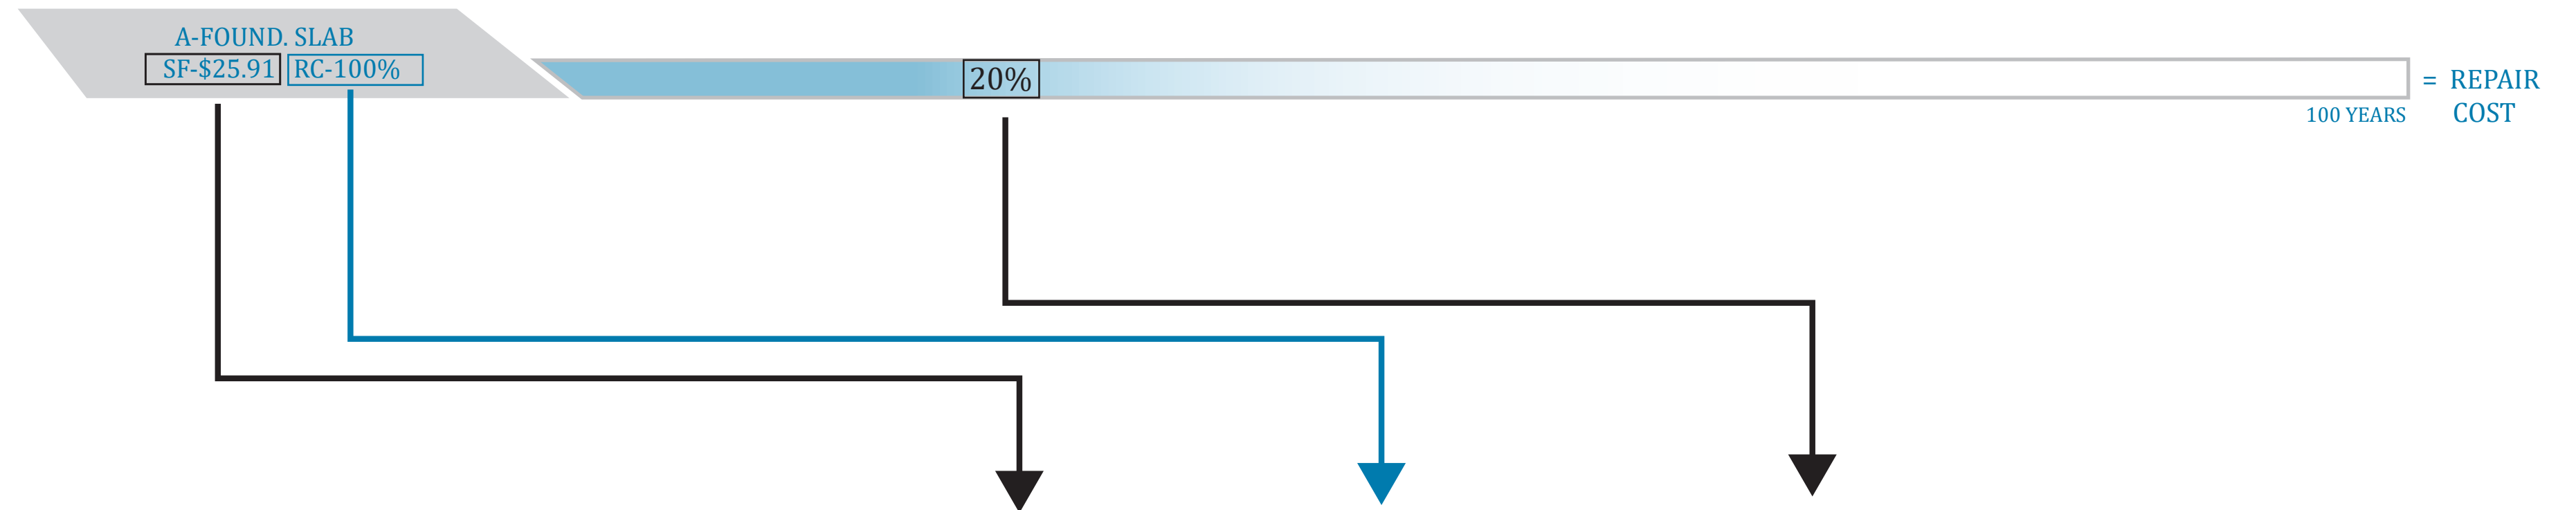 A-FOUND. SLAB
SF-$25.91 RC-100%
20%
100 YEARS
= REPAIR
COST